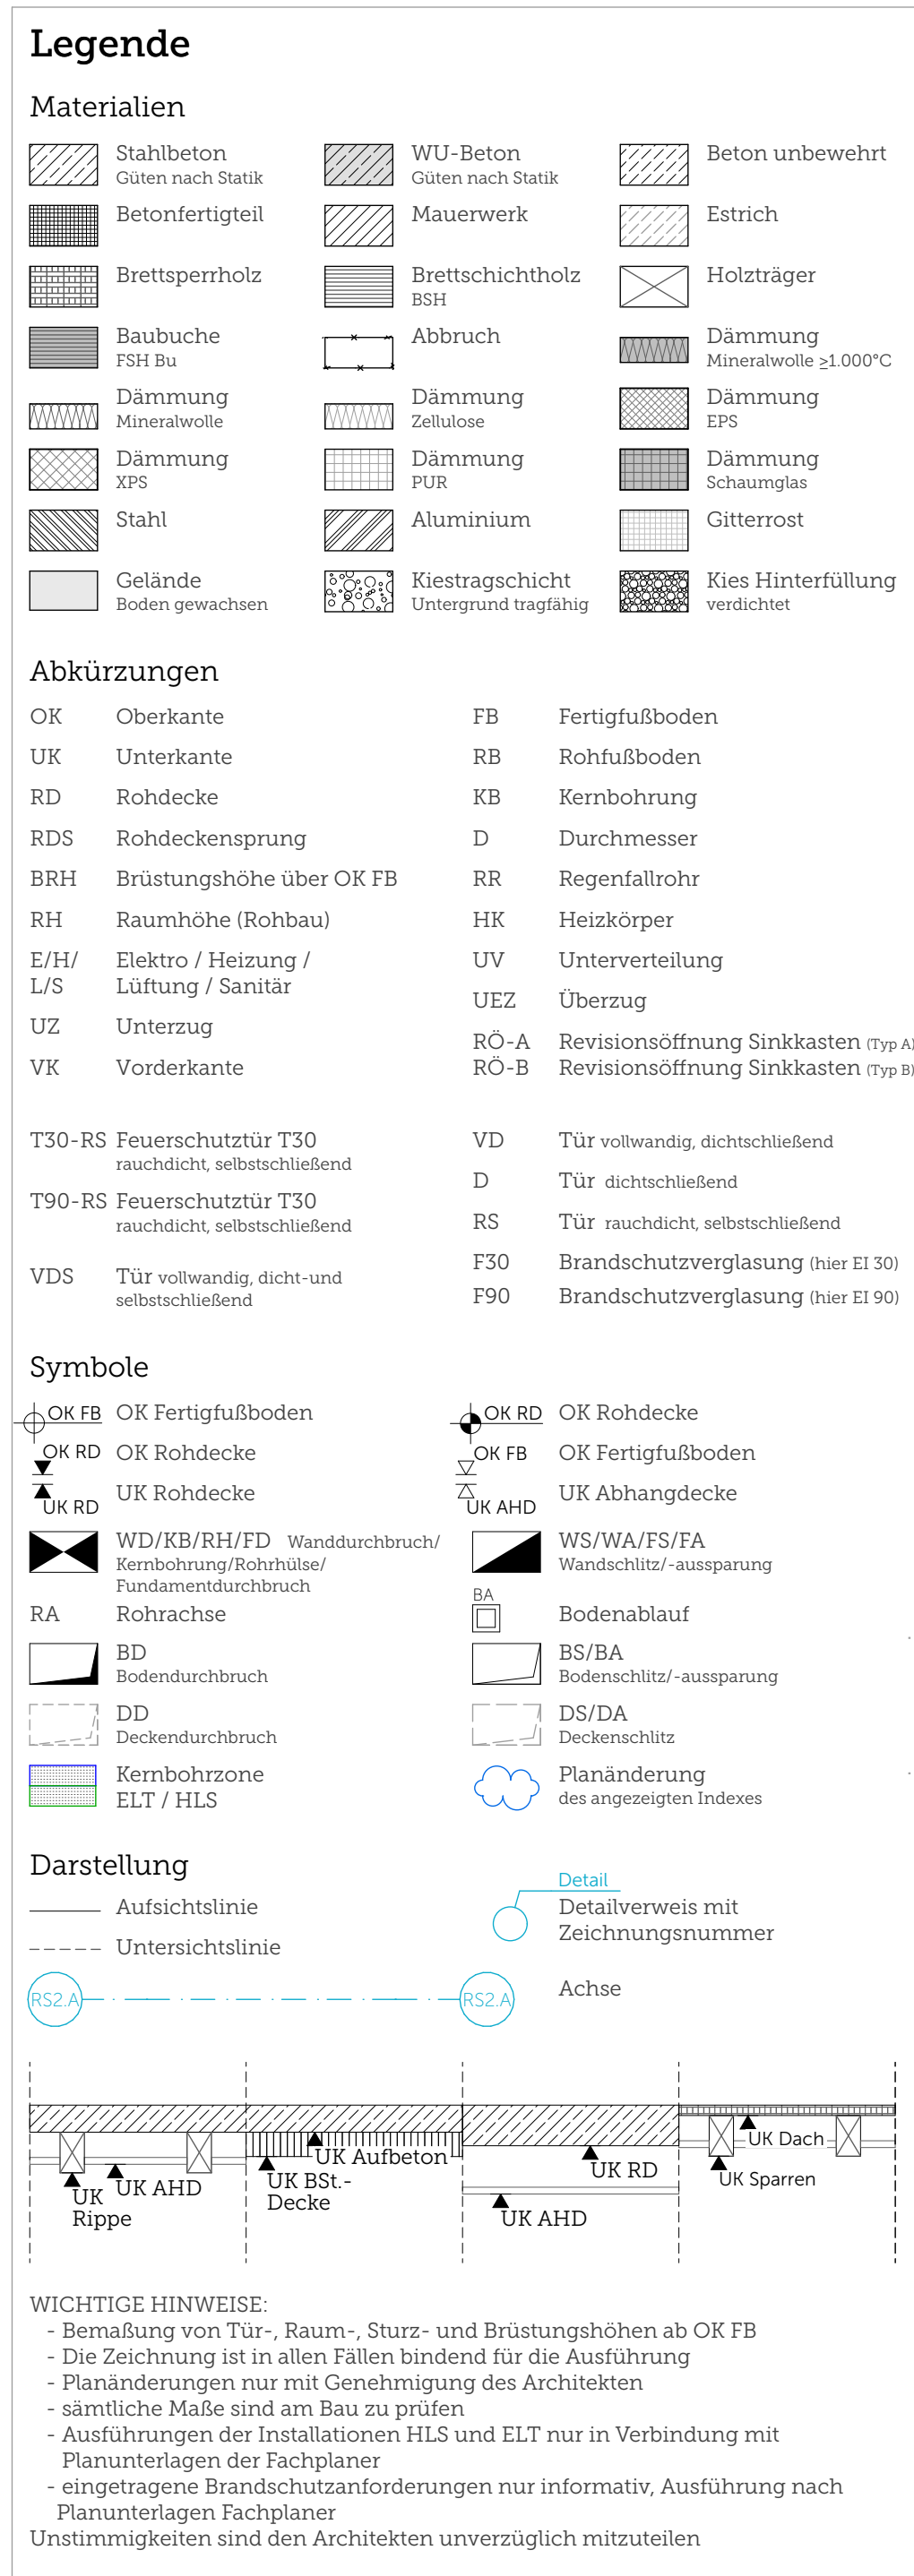 Legende
Materialien
Stahlbeton
Güten nach Statik
WU-Beton
Güten nach Statik
Beton unbewehrt
Betonfertigteil
Mauerwerk
Estrich
Brettsperrholz
Brettschichtholz
BSH
Holzträger
Baubuche
FSH Bu
Abbruch
Dämmung
Mineralwolle ≥1.000°C
Dämmung
Mineralwolle
Dämmung
Zellulose
Dämmung
EPS
Dämmung
XPS
Dämmung
PUR
Dämmung
Schaumglas
Stahl
Aluminium
Gitterrost
Gelände
Boden gewachsen
Kiestragschicht
Untergrund tragfähig
Kies Hinterfüllung
verdichtet
Abkürzungen
OK Oberkante
UK Unterkante
RD Rohdecke
RDS Rohdeckensprung
BRH Brüstungshöhe über OK FB
RH Raumhöhe (Rohbau)
E/H/ Elektro / Heizung /
L/S Lüftung / Sanitär
UZ Unterzug
VK Vorderkante
FB Fertigfußboden
RB Rohfußboden
KB Kernbohrung
D Durchmesser
RR Regenfallrohr
HK Heizkörper
UV Unterverteilung
UEZ Überzug
RÖ-A Revisionsöffnung Sinkkasten (Typ A)
RÖ-B Revisionsöffnung Sinkkasten (Typ B)
T30-RS Feuerschutztür T30
rauchdicht, selbstschließend
T90-RS Feuerschutztür T30
rauchdicht, selbstschließend
VDS Tür vollwandig, dicht-und
selbstschließend
VD Tür vollwandig, dichtschließend
D Tür dichtschließend
RS Tür rauchdicht, selbstschließend
F30 Brandschutzverglasung (hier EI 30)
F90 Brandschutzverglasung (hier EI 90)
Symbole
OK FB OK Fertigfußboden
OK RD OK Rohdecke
OK RD OK Rohdecke
OK FB OK Fertigfußboden
UK Rohdecke
UK RD
UK Abhangdecke
UK AHD
WD/KB/RH/FD Wanddurchbruch/
Kernbohrung/Rohrhülse/
Fundamentdurchbruch
WS/WA/FS/FA
Wandschlitz/-aussparung
RA Rohrachse
BA
Bodenablauf
BD
Bodendurchbruch
BS/BA
Bodenschlitz/-aussparung
DD
Deckendurchbruch
DS/DA
Deckenschlitz
Kernbohrzone
ELT / HLS
Planänderung
des angezeigten Indexes
Darstellung
Aufsichtslinie
Untersichtslinie
Detail
Detailverweis mit
Zeichnungsnummer
RS2.A RS2.A Achse
UK
Rippe
UK AHD
UK Aufbeton
UK BSt.-
Decke
UK RD
UK AHD
UK Dach
UK Sparren
WICHTIGE HINWEISE:
- Bemaßung von Tür-, Raum-, Sturz- und Brüstungshöhen ab OK FB
- Die Zeichnung ist in allen Fällen bindend für die Ausführung
- Planänderungen nur mit Genehmigung des Architekten
- sämtliche Maße sind am Bau zu prüfen
- Ausführungen der Installationen HLS und ELT nur in Verbindung mit
Planunterlagen der Fachplaner
- eingetragene Brandschutzanforderungen nur informativ, Ausführung nach
Planunterlagen Fachplaner
Unstimmigkeiten sind den Architekten unverzüglich mitzuteilen